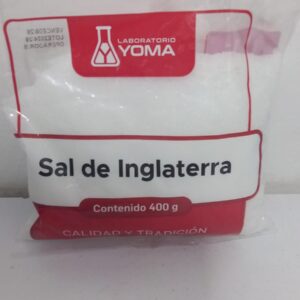 LABORATORIO
YOMA
Sal de Inglaterra
Contenido 400 g
CALIDAD Y TRADICIÓN